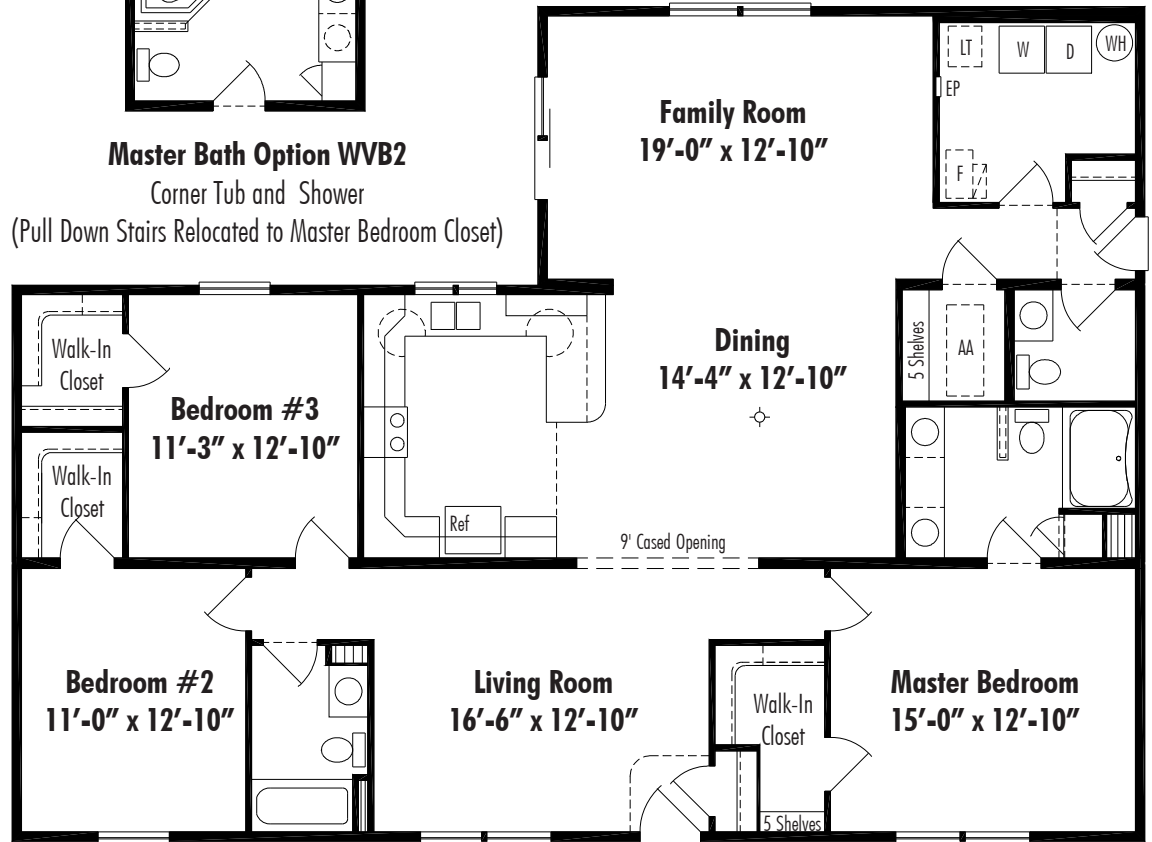 Master Bath Option WVB2
Corner Tub and Shower
(Pull Down Stairs Relocated to Master Bedroom Closet)
Family Room
19'-0" x 12'-10"
LT
W
D
WH
EP
F
Walk-In
Closet
Bedroom #3
11'-3" x 12'-10"
Walk-In
Closet
Ref
Dining
14'-4" x 12'-10"
5 Shelves
AA
9' Cased Opening
Bedroom #2
11'-0" x 12'-10"
Living Room
16'-6" x 12'-10"
Walk-In
Closet
5 Shelves
Master Bedroom
15'-0" x 12'-10"